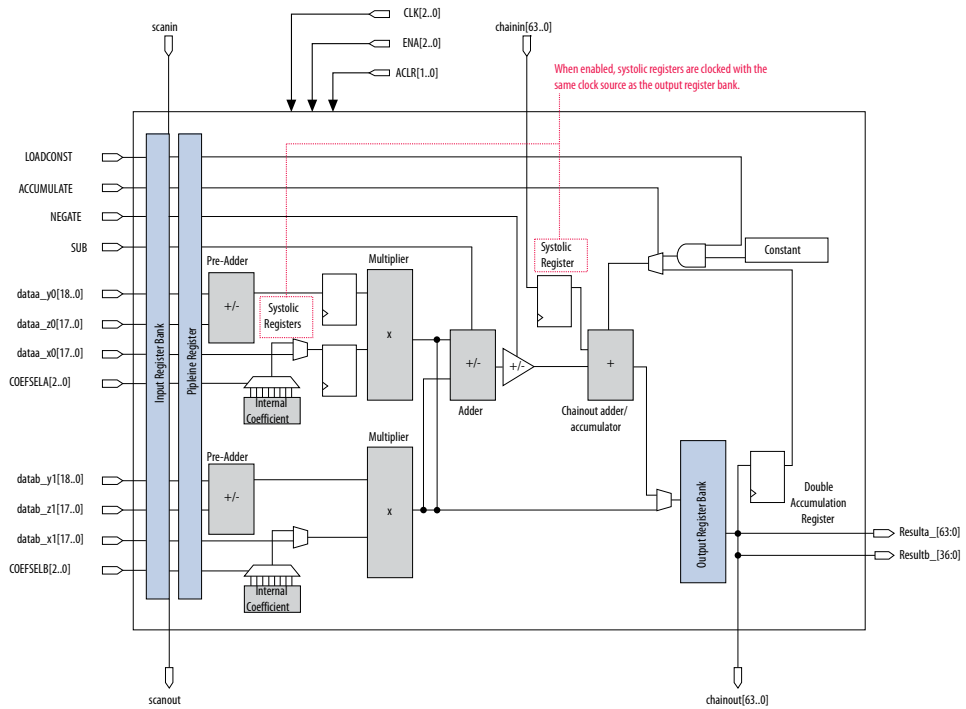 CLK[2..0]
scanin
chainin[63..0]
ENA[2..0]
ACLR[1..0]
When enabled, systolic registers are clocked with the
same clock source as the output register bank.
LOADCONST
ACCUMULATE
NEGATE
SUB
dataa_y0[18..0]
dataa_z0[17..0]
dataa_x0[17..0]
COEFSELA[2..0]
datab_y1[18..0]
datab_z1[17..0]
datab_x1[17..0]
COEFSELB[2..0]
Input Register Bank
Pipleine Register
Pre-Adder
+/-
Systolic
Registers
Internal
Coefficient
Multiplier
x
+/-
Adder
+/-
Systolic
Register
+
Chainout adder/
accumulator
Constant
Pre-Adder
+/-
Internal
Coefficient
Multiplier
x
Output Register Bank
Double
Accumulation
Register
Resulta_[63:0]
Resultb_[36:0]
scanout
chainout[63..0]